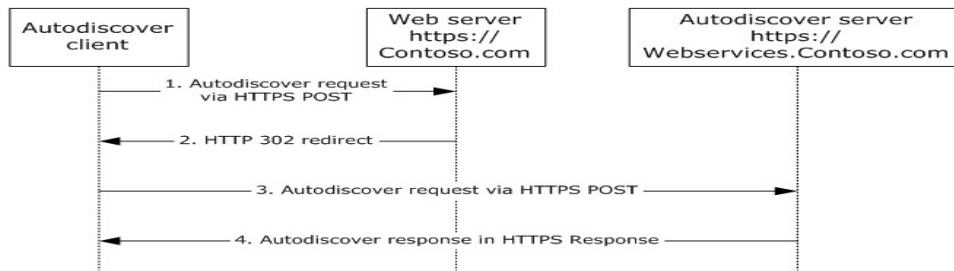 Autodiscover
client
Web server
https://
Contoso.com
Autodiscover server
https://
Webservices.Contoso.com
1. Autodiscover request
via HTTPS POST
2. HTTP 302 redirect
3. Autodiscover request via HTTPS POST
4. Autodiscover response in HTTPS Response